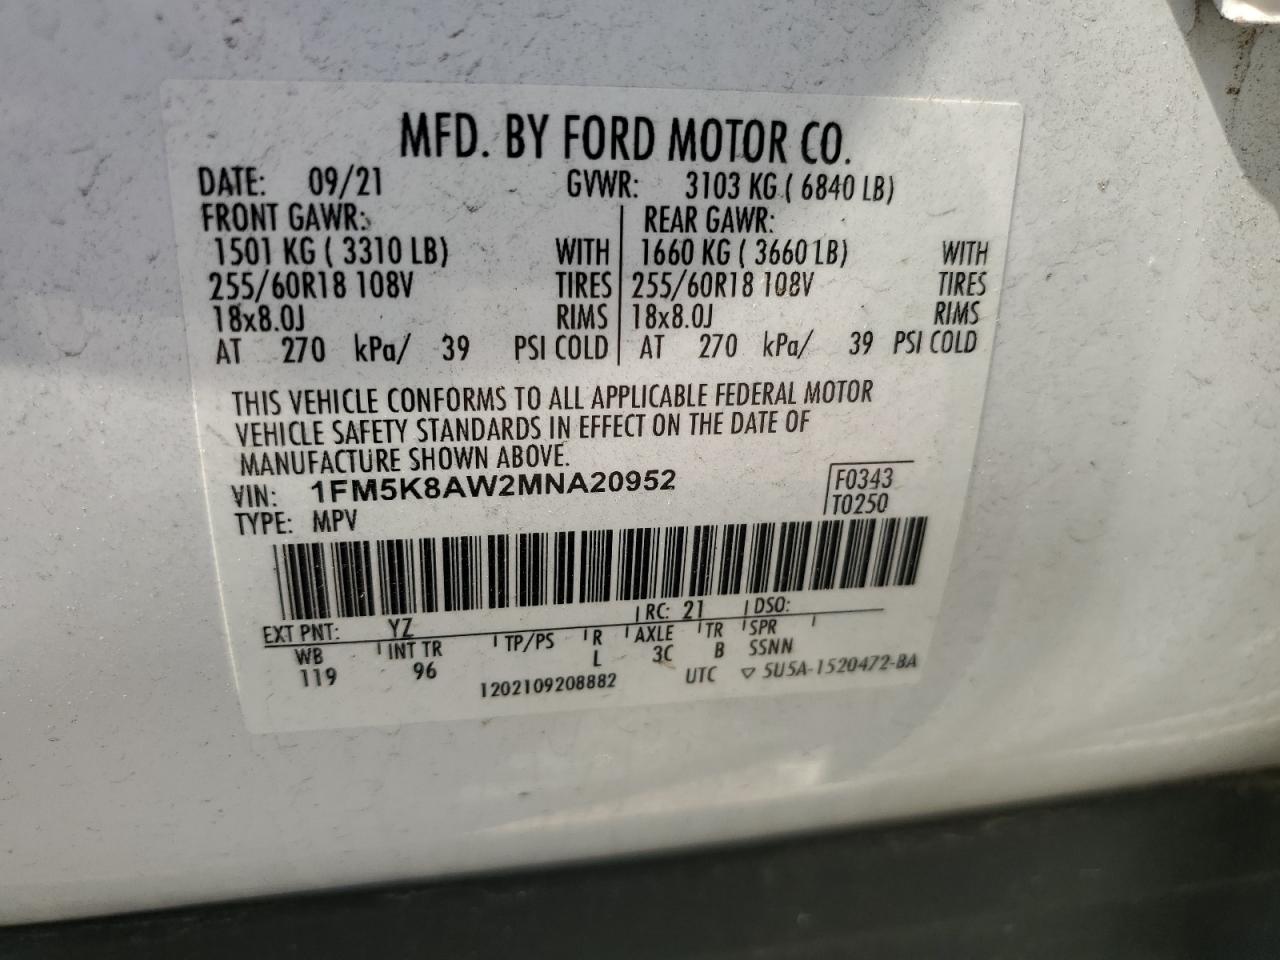 MFD. BY FORD MOTOR CO.
DATE: 09/21 GVWR: 3103 KG ( 6840 LB)
FRONT GAWR: REAR GAWR:
1501 KG ( 3310 LB) WITH 1660 KG ( 3660 LB) WITH
255/60R18 108V TIRES 255/60R18 108V TIRES
18x8.0J RIMS 18x8.0J RIMS
AT 270 kPa/ 39 PSI COLD AT 270 kPa/ 39 PSI COLD
THIS VEHICLE CONFORMS TO ALL APPLICABLE FEDERAL MOTOR
VEHICLE SAFETY STANDARDS IN EFFECT ON THE DATE OF
MANUFACTURE SHOWN ABOVE.
VIN: 1FM5K8AW2MNA20952 F0343
TYPE: MPV T0250
EXT PNT: YZ RC: 21 DSO:
WB INT TR TP/PS R AXLE TR SPR
119 96 L 3C B SSNN
1202109208882 UTC ▽ 5U5A-1520472-BA